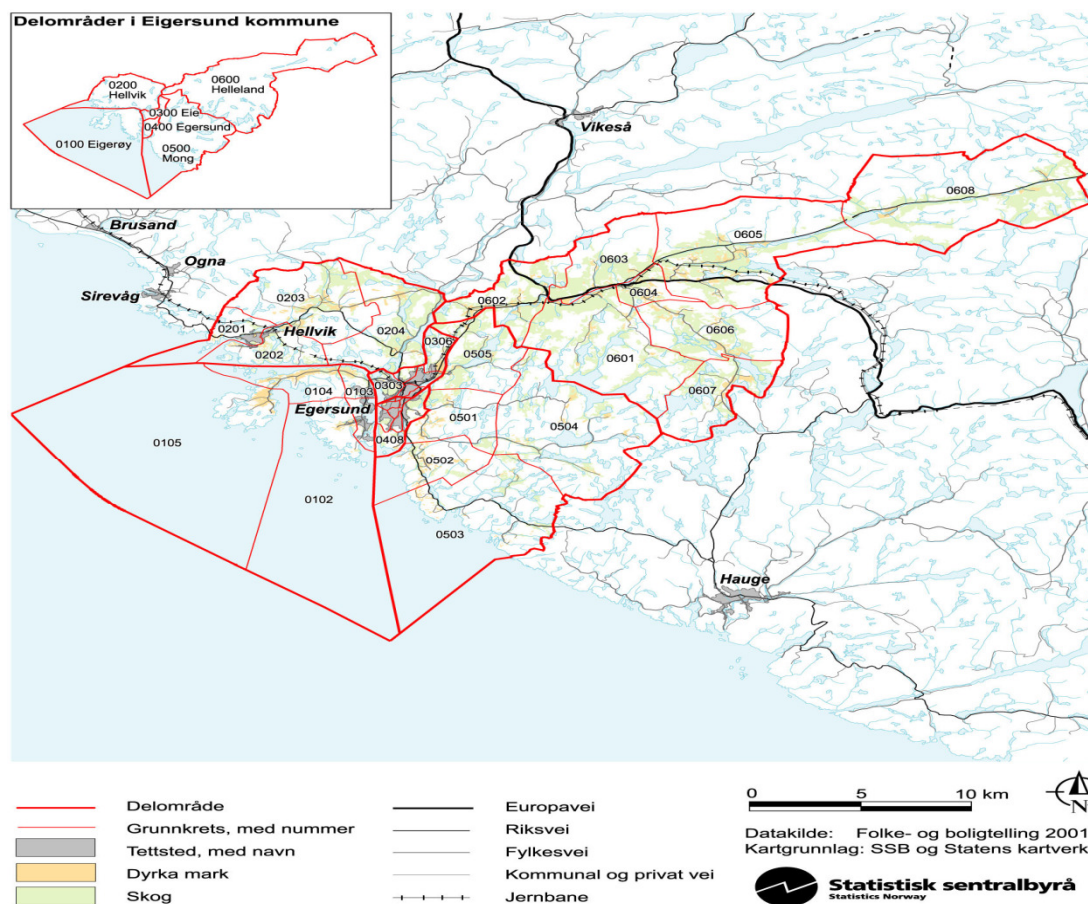 Delområder i Eigersund kommune
0200
Hellvik
0600
Helleland
0300 Eie
0400 Egersund
0100 Eigerøy
0500
Mong
Vikeså
Brusand
Ogna
Sirevåg
0608
0605
0603
0203
0602
0604
0201
Hellvik
0204
0606
0202
0306
0505
0601
0303
0104
0103
0607
Egersund
0501
0504
0105
0408
0502
0102
0503
Hauge
Delområde
Grunnkrets, med nummer
Tettsted, med navn
Dyrka mark
Skog
Europavei
Riksvei
Fylkesvei
Kommunal og privat vei
Jernbane
0 5 10 km
N
Datakilde: Folke- og boligtelling 2001
Kartgrunnlag: SSB og Statens kartverk
Statistisk sentralbyrå
Statistics Norway